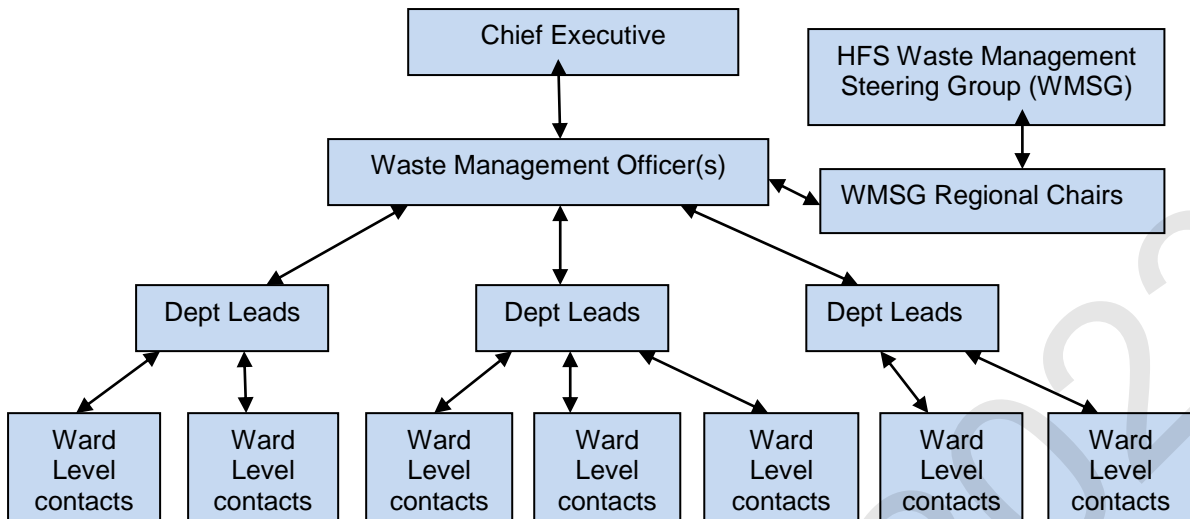 Chief Executive
HFS Waste Management
Steering Group (WMSG)
Waste Management Officer(s)
WMSG Regional Chairs
Dept Leads
Dept Leads
Dept Leads
Ward
Level
contacts
Ward
Level
contacts
Ward
Level
contacts
Ward
Level
contacts
Ward
Level
contacts
Ward
Level
contacts
Ward
Level
contacts